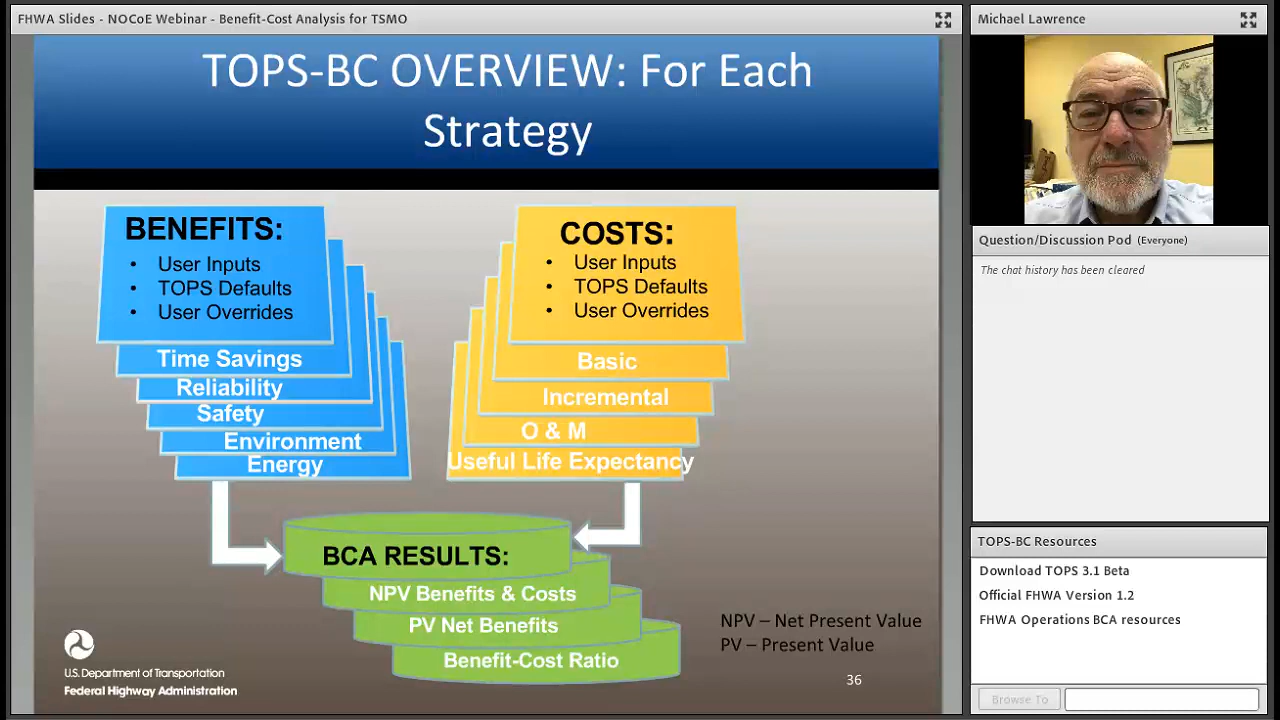 FHWA Slides - NOCoE Webinar - Benefit-Cost Analysis for TSMO
TOPS-BC OVERVIEW: For Each
Strategy
BENEFITS:
• User Inputs
• TOPS Defaults
• User Overrides
Time Savings
Reliability
Safety
Environment
Energy
COSTS:
• User Inputs
• TOPS Defaults
• User Overrides
Basic
Incremental
O & M
Useful Life Expectancy
BCA RESULTS:
NPV Benefits & Costs
PV Net Benefits
Benefit-Cost Ratio
NPV – Net Present Value
PV – Present Value
U.S. Department of Transportation
Federal Highway Administration
36
Michael Lawrence
Question/Discussion Pod (Everyone)
The chat history has been cleared
TOPS-BC Resources
Download TOPS 3.1 Beta
Official FHWA Version 1.2
FHWA Operations BCA resources
Browse To